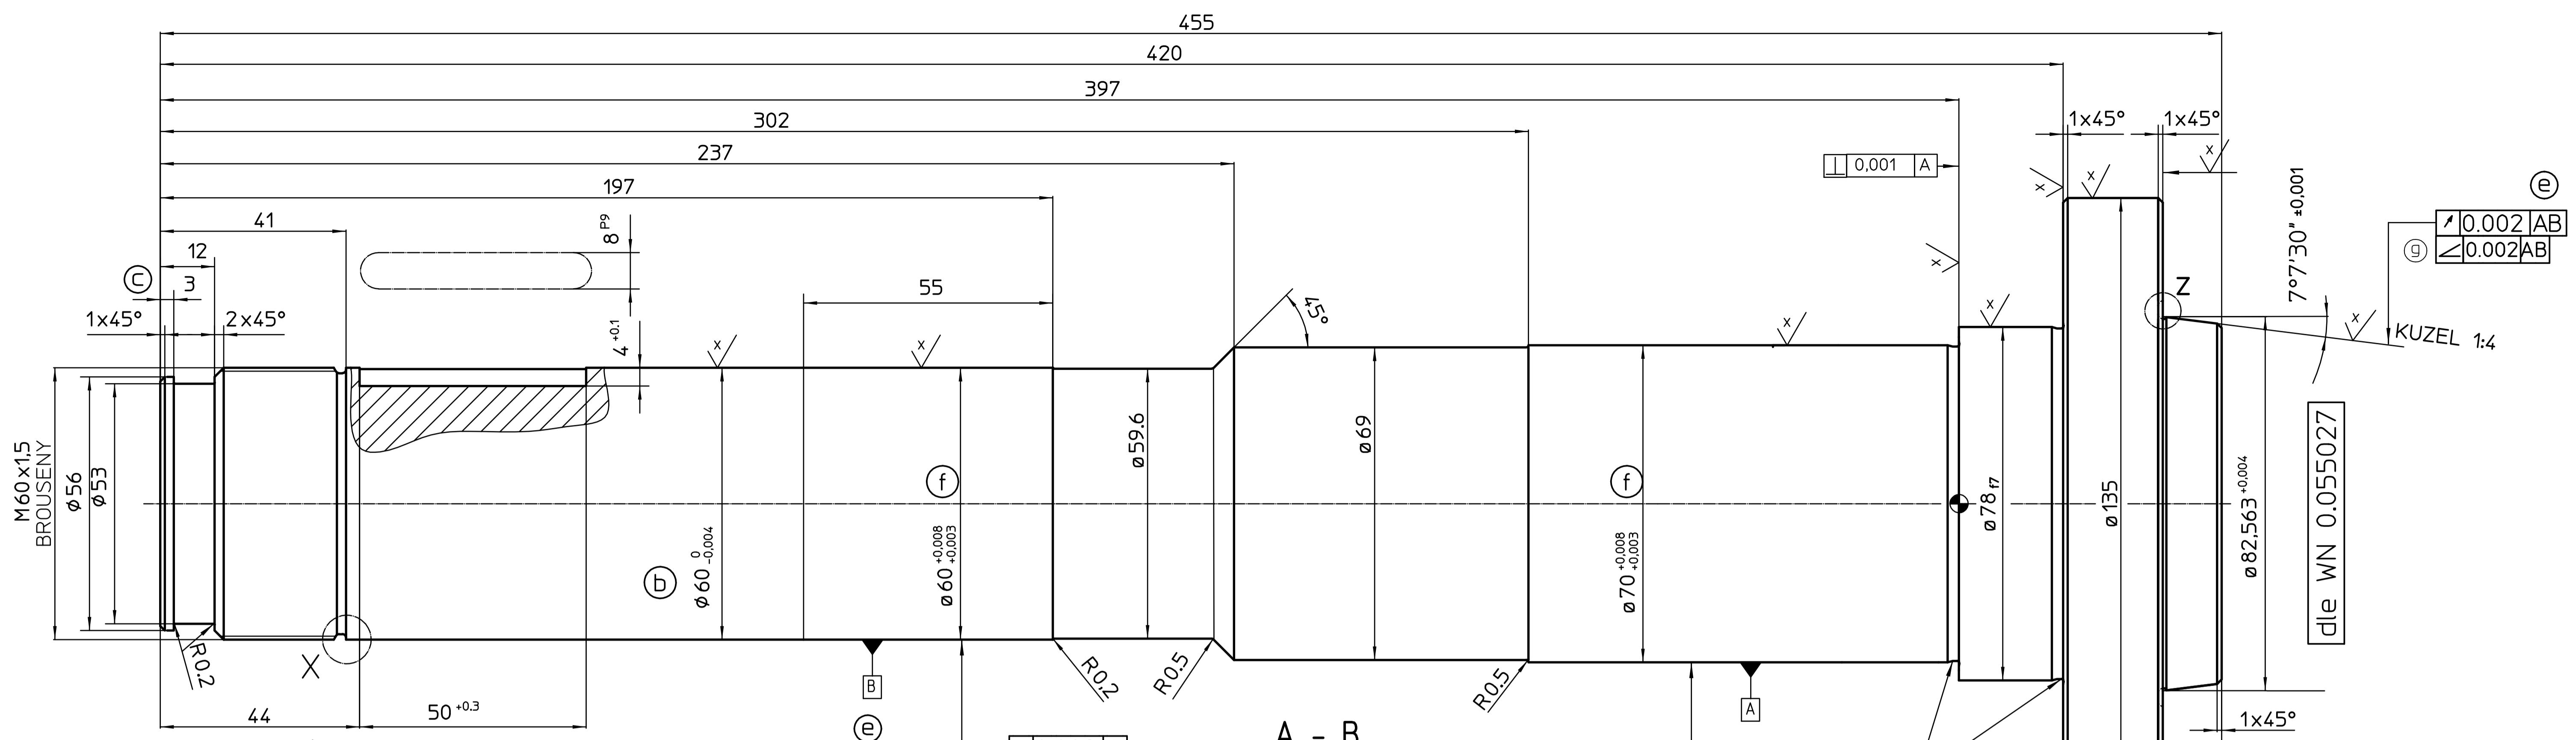 455
420
397
302
237
197
41
12
3
c
1x45°
2x45°
8 P9
4 +0.1
55
45°
x
x
x
x
x
x
x
x
x
x
⊥ 0,001 A
1x45°
1x45°
e
0.002 AB
g
∠ 0.002 AB
7°7'30" ±0,001
Z
KUZEL 1:4
M60x1,5
BROUSENY
ϕ56
ϕ53
b
ϕ60 0 -0,004
f
ø60 +0,008 +0,003
ø59.6
ø69
f
ø70 +0,008 +0,003
ø78 f7
ø135
ø82,563 +0,004
dle WN 0.055027
R0.2
X
B
R0,2
R0.5
R0.5
A
44
50 +0.3
e
A - B
1x45°